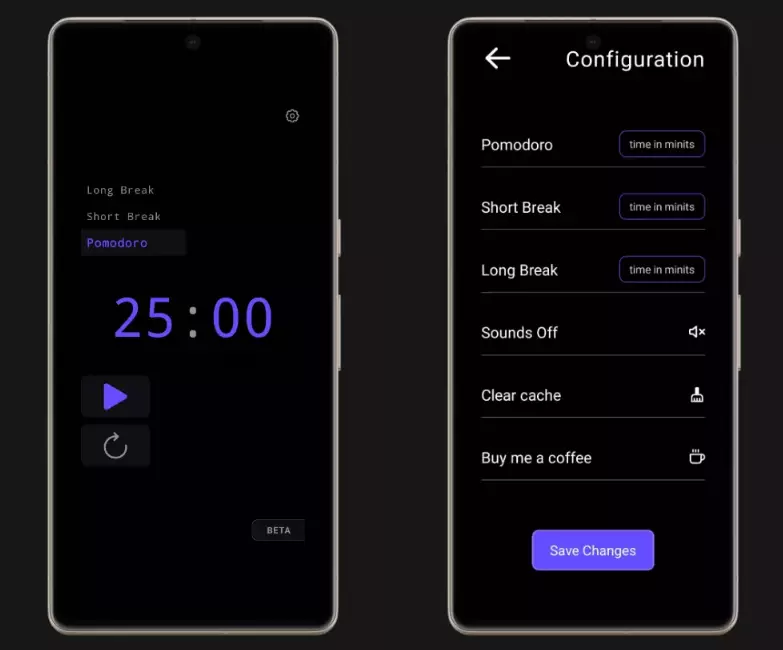 Long Break
Short Break
Pomodoro
25:00
BETA
Configuration
Pomodoro
time in minits
Short Break
time in minits
Long Break
time in minits
Sounds Off
Clear cache
Buy me a coffee
Save Changes